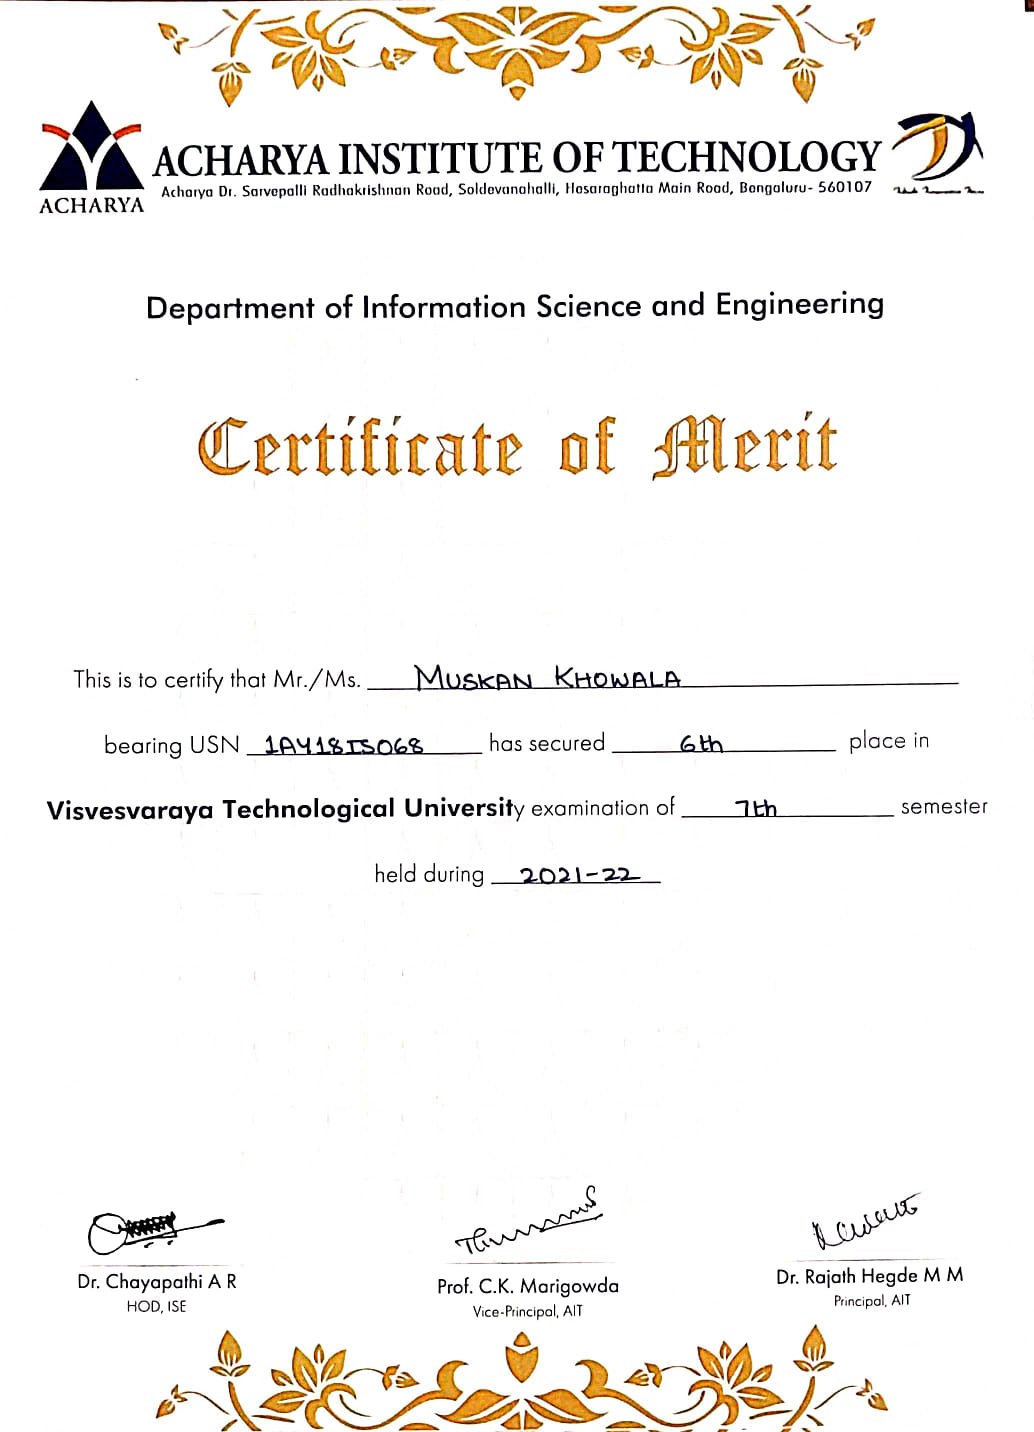 ACHARYA INSTITUTE OF TECHNOLOGY
Acharya Dr. Sarvepalli Radhakrishnan Road, Soldevanahalli, Hesaraghatta Main Road, Bengaluru- 560107
ACHARYA
Department of Information Science and Engineering
Certificate of Merit
This is to certify that Mr./Ms. MUSKAN KHOWALA
bearing USN 1AY18IS068 has secured 6th place in
Visvesvaraya Technological University examination of 7th semester
held during 2021-22
Dr. Chayapathi A R
HOD, ISE
Prof. C.K. Marigowda
Vice-Principal, AIT
Dr. Rajath Hegde M M
Principal, AIT